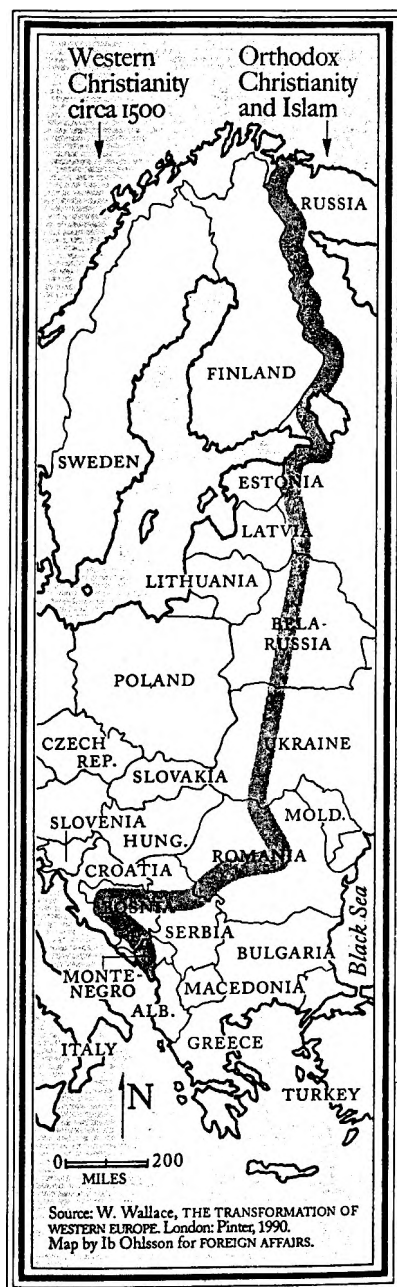 Western
Christianity
circa 1500
Orthodox
Christianity
and Islam
RUSSIA
FINLAND
SWEDEN
ESTONIA
LATVIA
LITHUANIA
BELA-
RUSSIA
POLAND
CZECH
REP.
UKRAINE
SLOVAKIA
MOLD.
SLOVENIA
HUNG.
ROMANIA
CROATIA
BOSNIA
SERBIA
BULGARIA
Black Sea
MONTE-
NEGRO
MACEDONIA
ALB.
ITALY
GREECE
TURKEY
N
0 200
MILES
Source: W. Wallace, THE TRANSFORMATION OF
WESTERN EUROPE. London: Pinter, 1990.
Map by Ib Ohlsson for FOREIGN AFFAIRS.